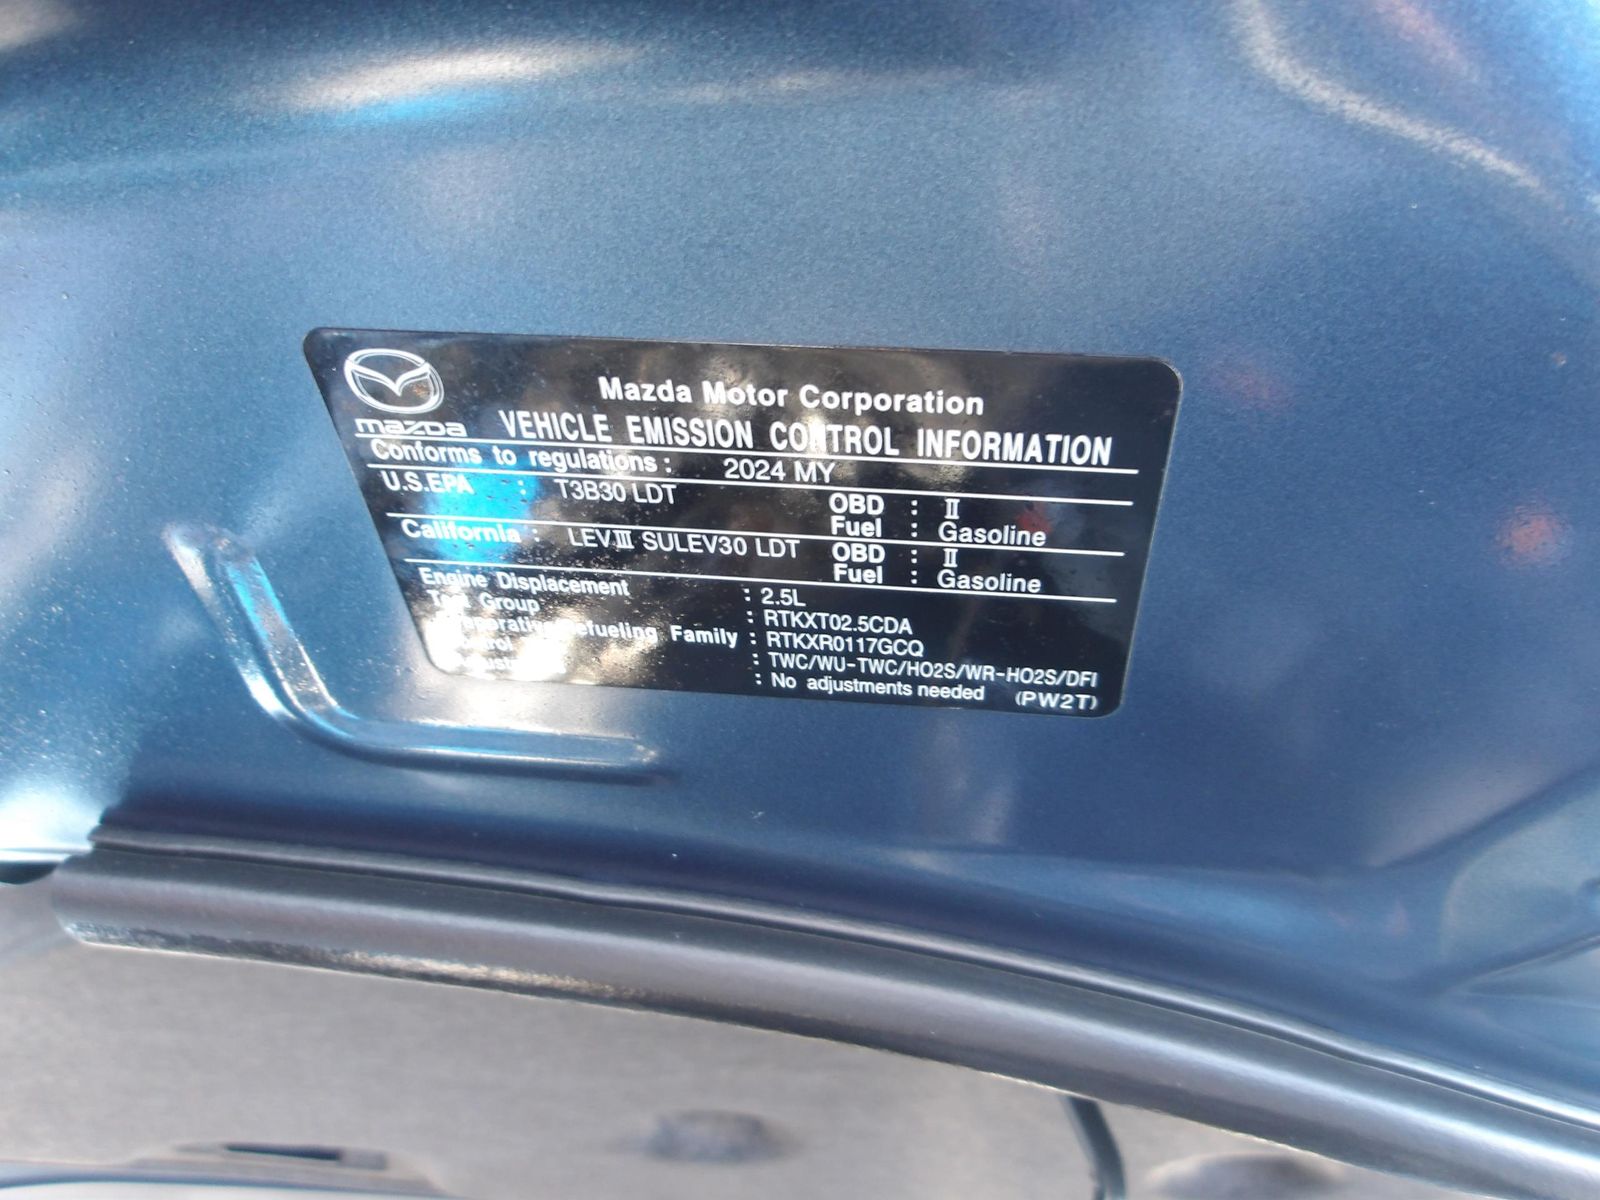 mazda
Mazda Motor Corporation
VEHICLE EMISSION CONTROL INFORMATION
Conforms to regulations : 2024 MY
U.S.EPA : T3B30 LDT OBD : II
Fuel : Gasoline
California : LEVIII SULEV30 LDT OBD : II
Fuel : Gasoline
Engine Displacement : 2.5L
Test Group : RTKXT02.5CDA
Refueling Family : RTKXR0117GCQ
: TWC/WU-TWC/HO2S/WR-HO2S/DFI
: No adjustments needed (PW2T)